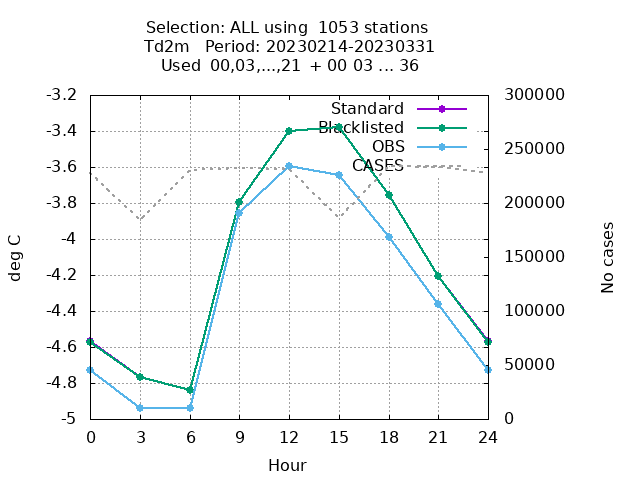 Selection: ALL using  1053 stations
Td2m   Period: 20230214-20230331
Used  00,03,...,21  + 00 03 ... 36
-3.2
-3.4
-3.6
-3.8
-4
-4.2
-4.4
-4.6
-4.8
-5
deg C
Standard
Blacklisted
OBS
CASES
300000
250000
200000
150000
100000
50000
0
No cases
0 3 6 9 12 15 18 21 24
Hour